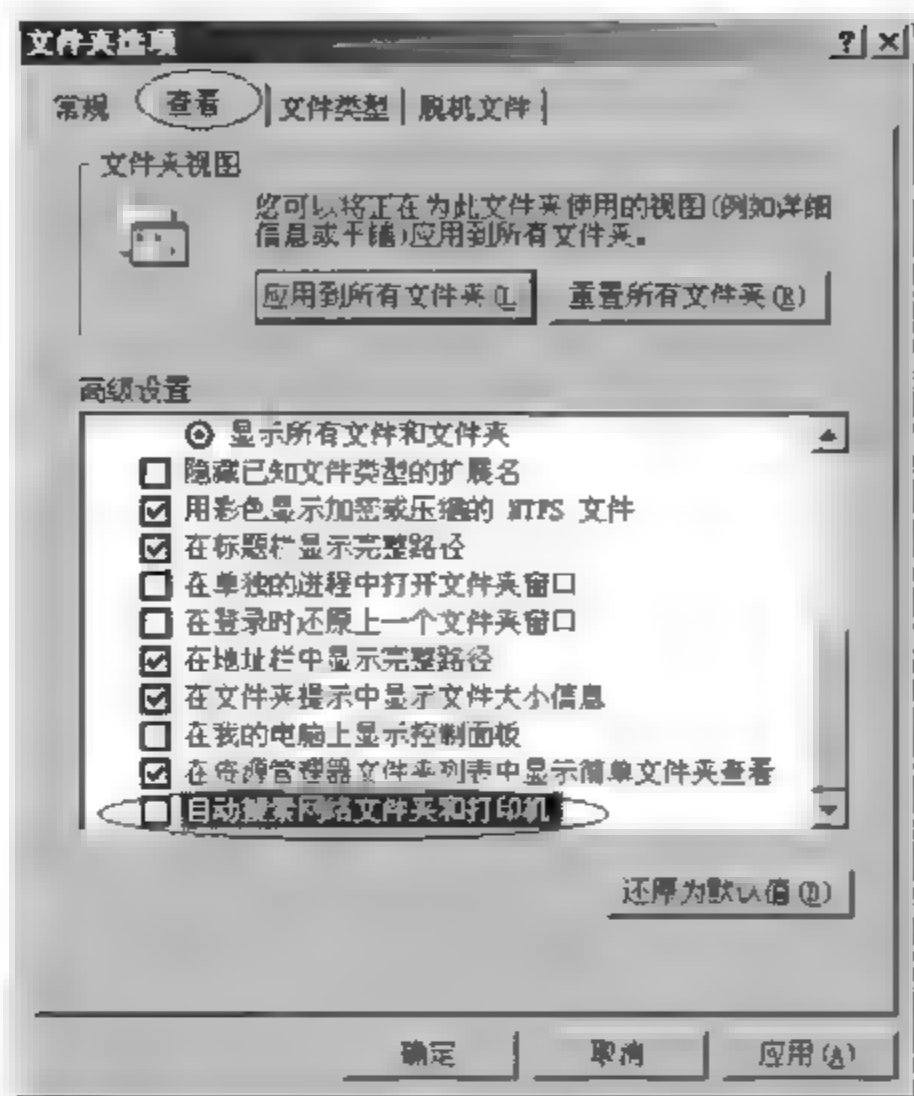 文件夹选项
常规 查看 文件类型 脱机文件
文件夹视图
您可以将正在为此文件夹使用的视图(例如详细
信息或平铺)应用到所有文件夹。
应用到所有文件夹(L 重置所有文件夹(R)
高级设置
显示所有文件和文件夹
隐藏已知文件类型的扩展名
用彩色显示加密或压缩的 NTFS 文件
在标题栏显示完整路径
在单独的进程中打开文件夹窗口
在登录时还原上一个文件夹窗口
在地址栏中显示完整路径
在文件夹提示中显示文件大小信息
在我的电脑上显示控制面板
在资源管理器文件夹列表中显示简单文件夹查看
自动搜索网络文件夹和打印机
还原为默认值(D)
确定 取消 应用(A)